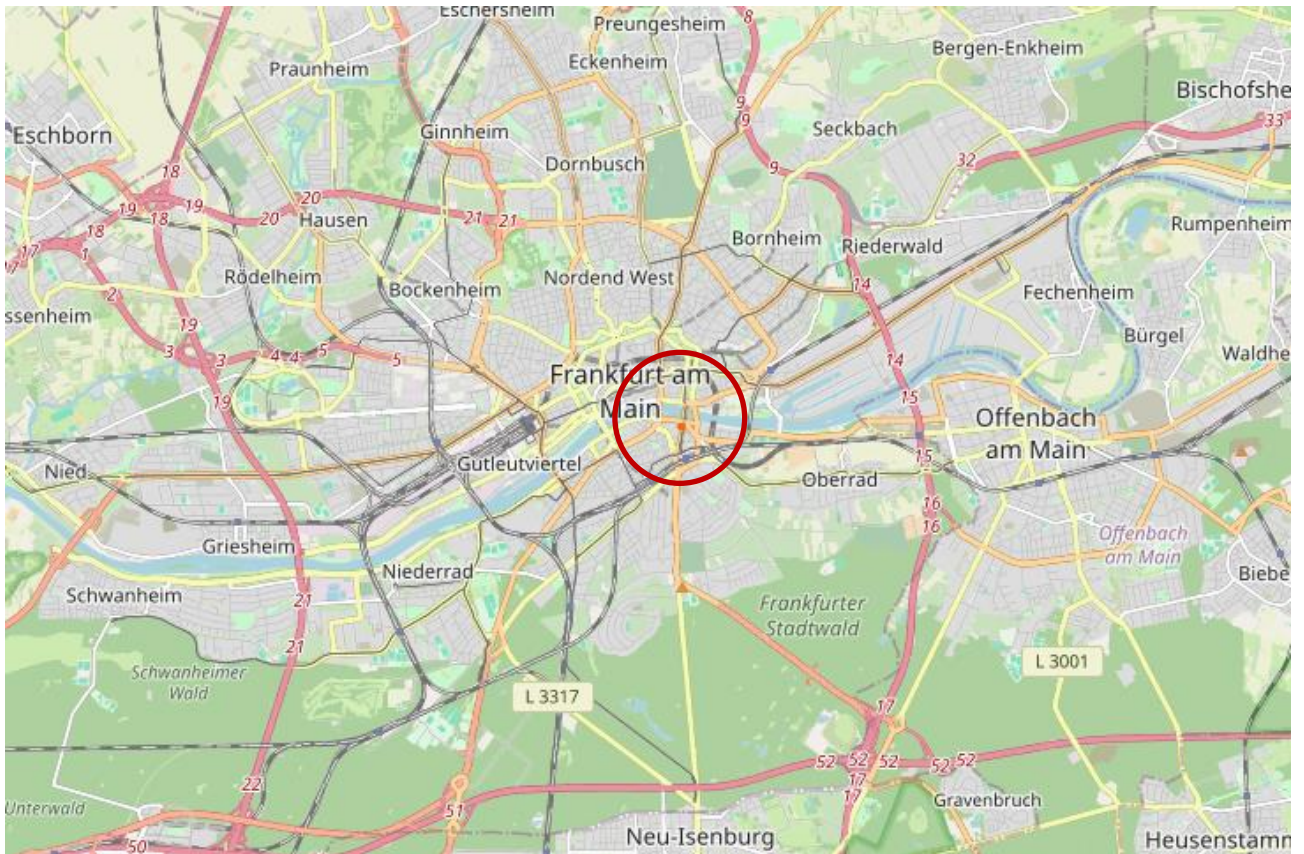 Eschersheim
Preungesheim
8
Bergen-Enkheim
Praunheim
Eckenheim
Bischofshe
Eschborn
Ginnheim
9
9
Seckbach
33
18
Dornbusch
9
32
19
18
19
20
20
Hausen
21
21
18
17
1
Bornheim
Riederwald
Rumpenheim
17
Rödelheim
Bockenheim
Nordend West
14
Fechenheim
2
ssenheim
19
Bürgel
3
3
4
4
5
5
14
Waldhe
19
Frankfurt am
Main
15
Offenbach
am Main
Nied
Gutleutviertel
15
Oberrad
16
16
Griesheim
Offenbach
am Main
Niederrad
Biebe
Schwanheim
21
21
Frankfurter
Stadtwald
L 3001
Schwanheimer
Wald
L 3317
17
52
52
52
52
52
22
17
17
Unterwald
51
Gravenbruch
50
Neu-Isenburg
Heusenstamm